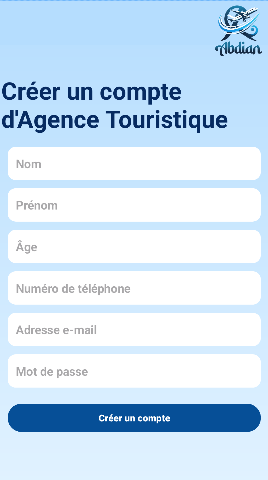 Abdian
Créer un compte
d'Agence Touristique
Nom
Prénom
Âge
Numéro de téléphone
Adresse e-mail
Mot de passe
Créer un compte